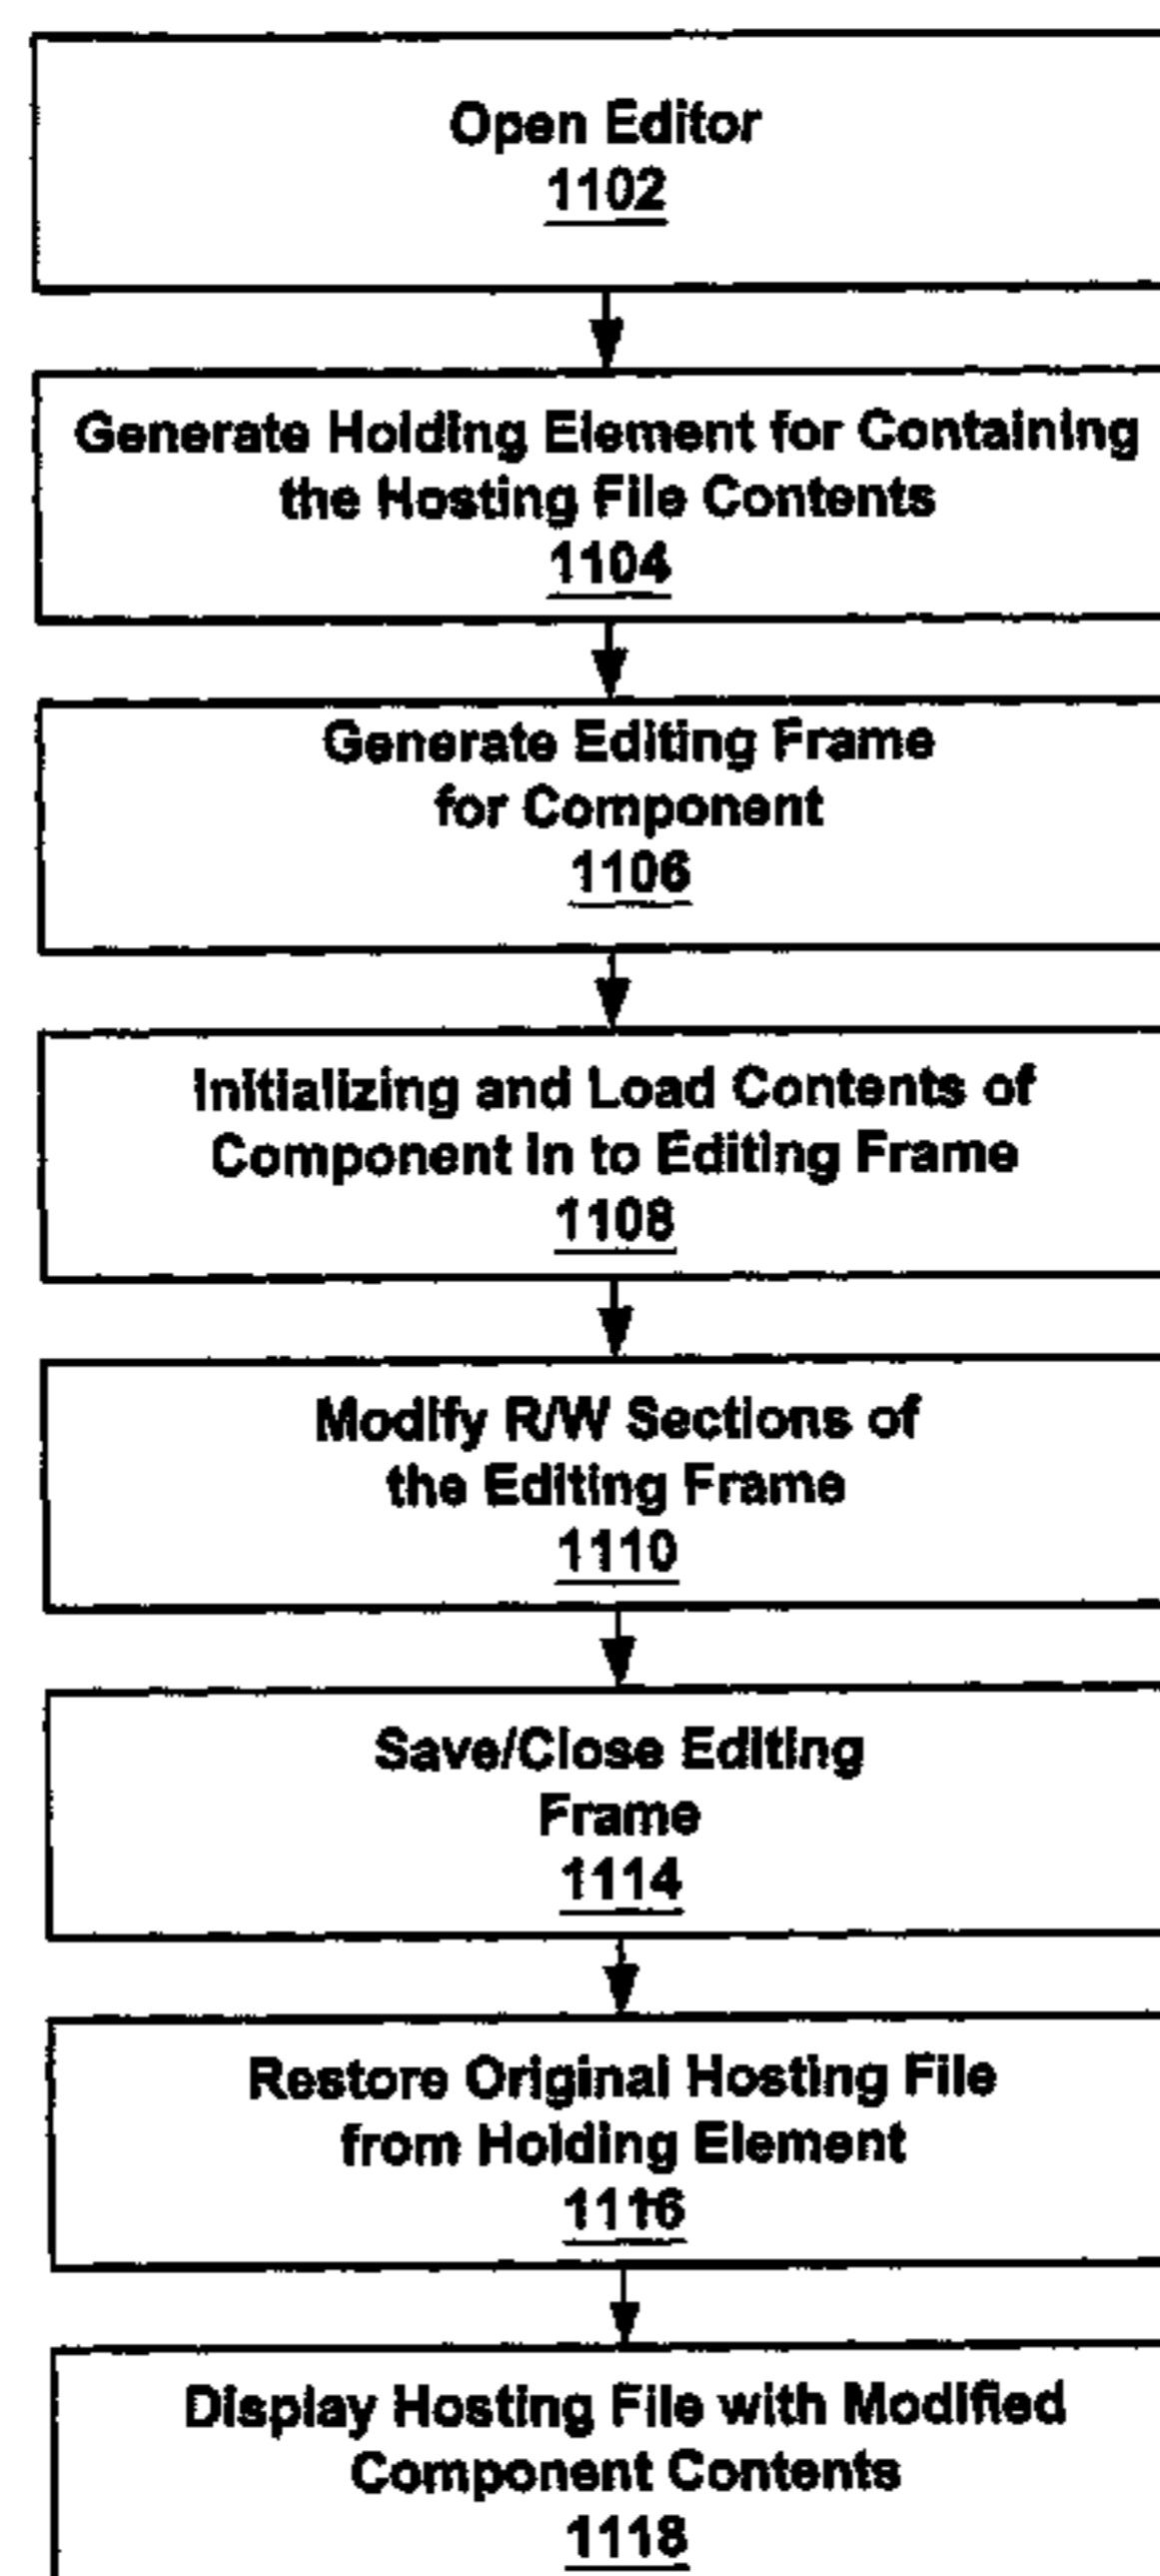 Open Editor
1102
Generate Holding Element for Containing
the Hosting File Contents
1104
Generate Editing Frame
for Component
1106
Initializing and Load Contents of
Component in to Editing Frame
1108
Modify R/W Sections of
the Editing Frame
1110
Save/Close Editing
Frame
1114
Restore Original Hosting File
from Holding Element
1116
Display Hosting File with Modified
Component Contents
1118